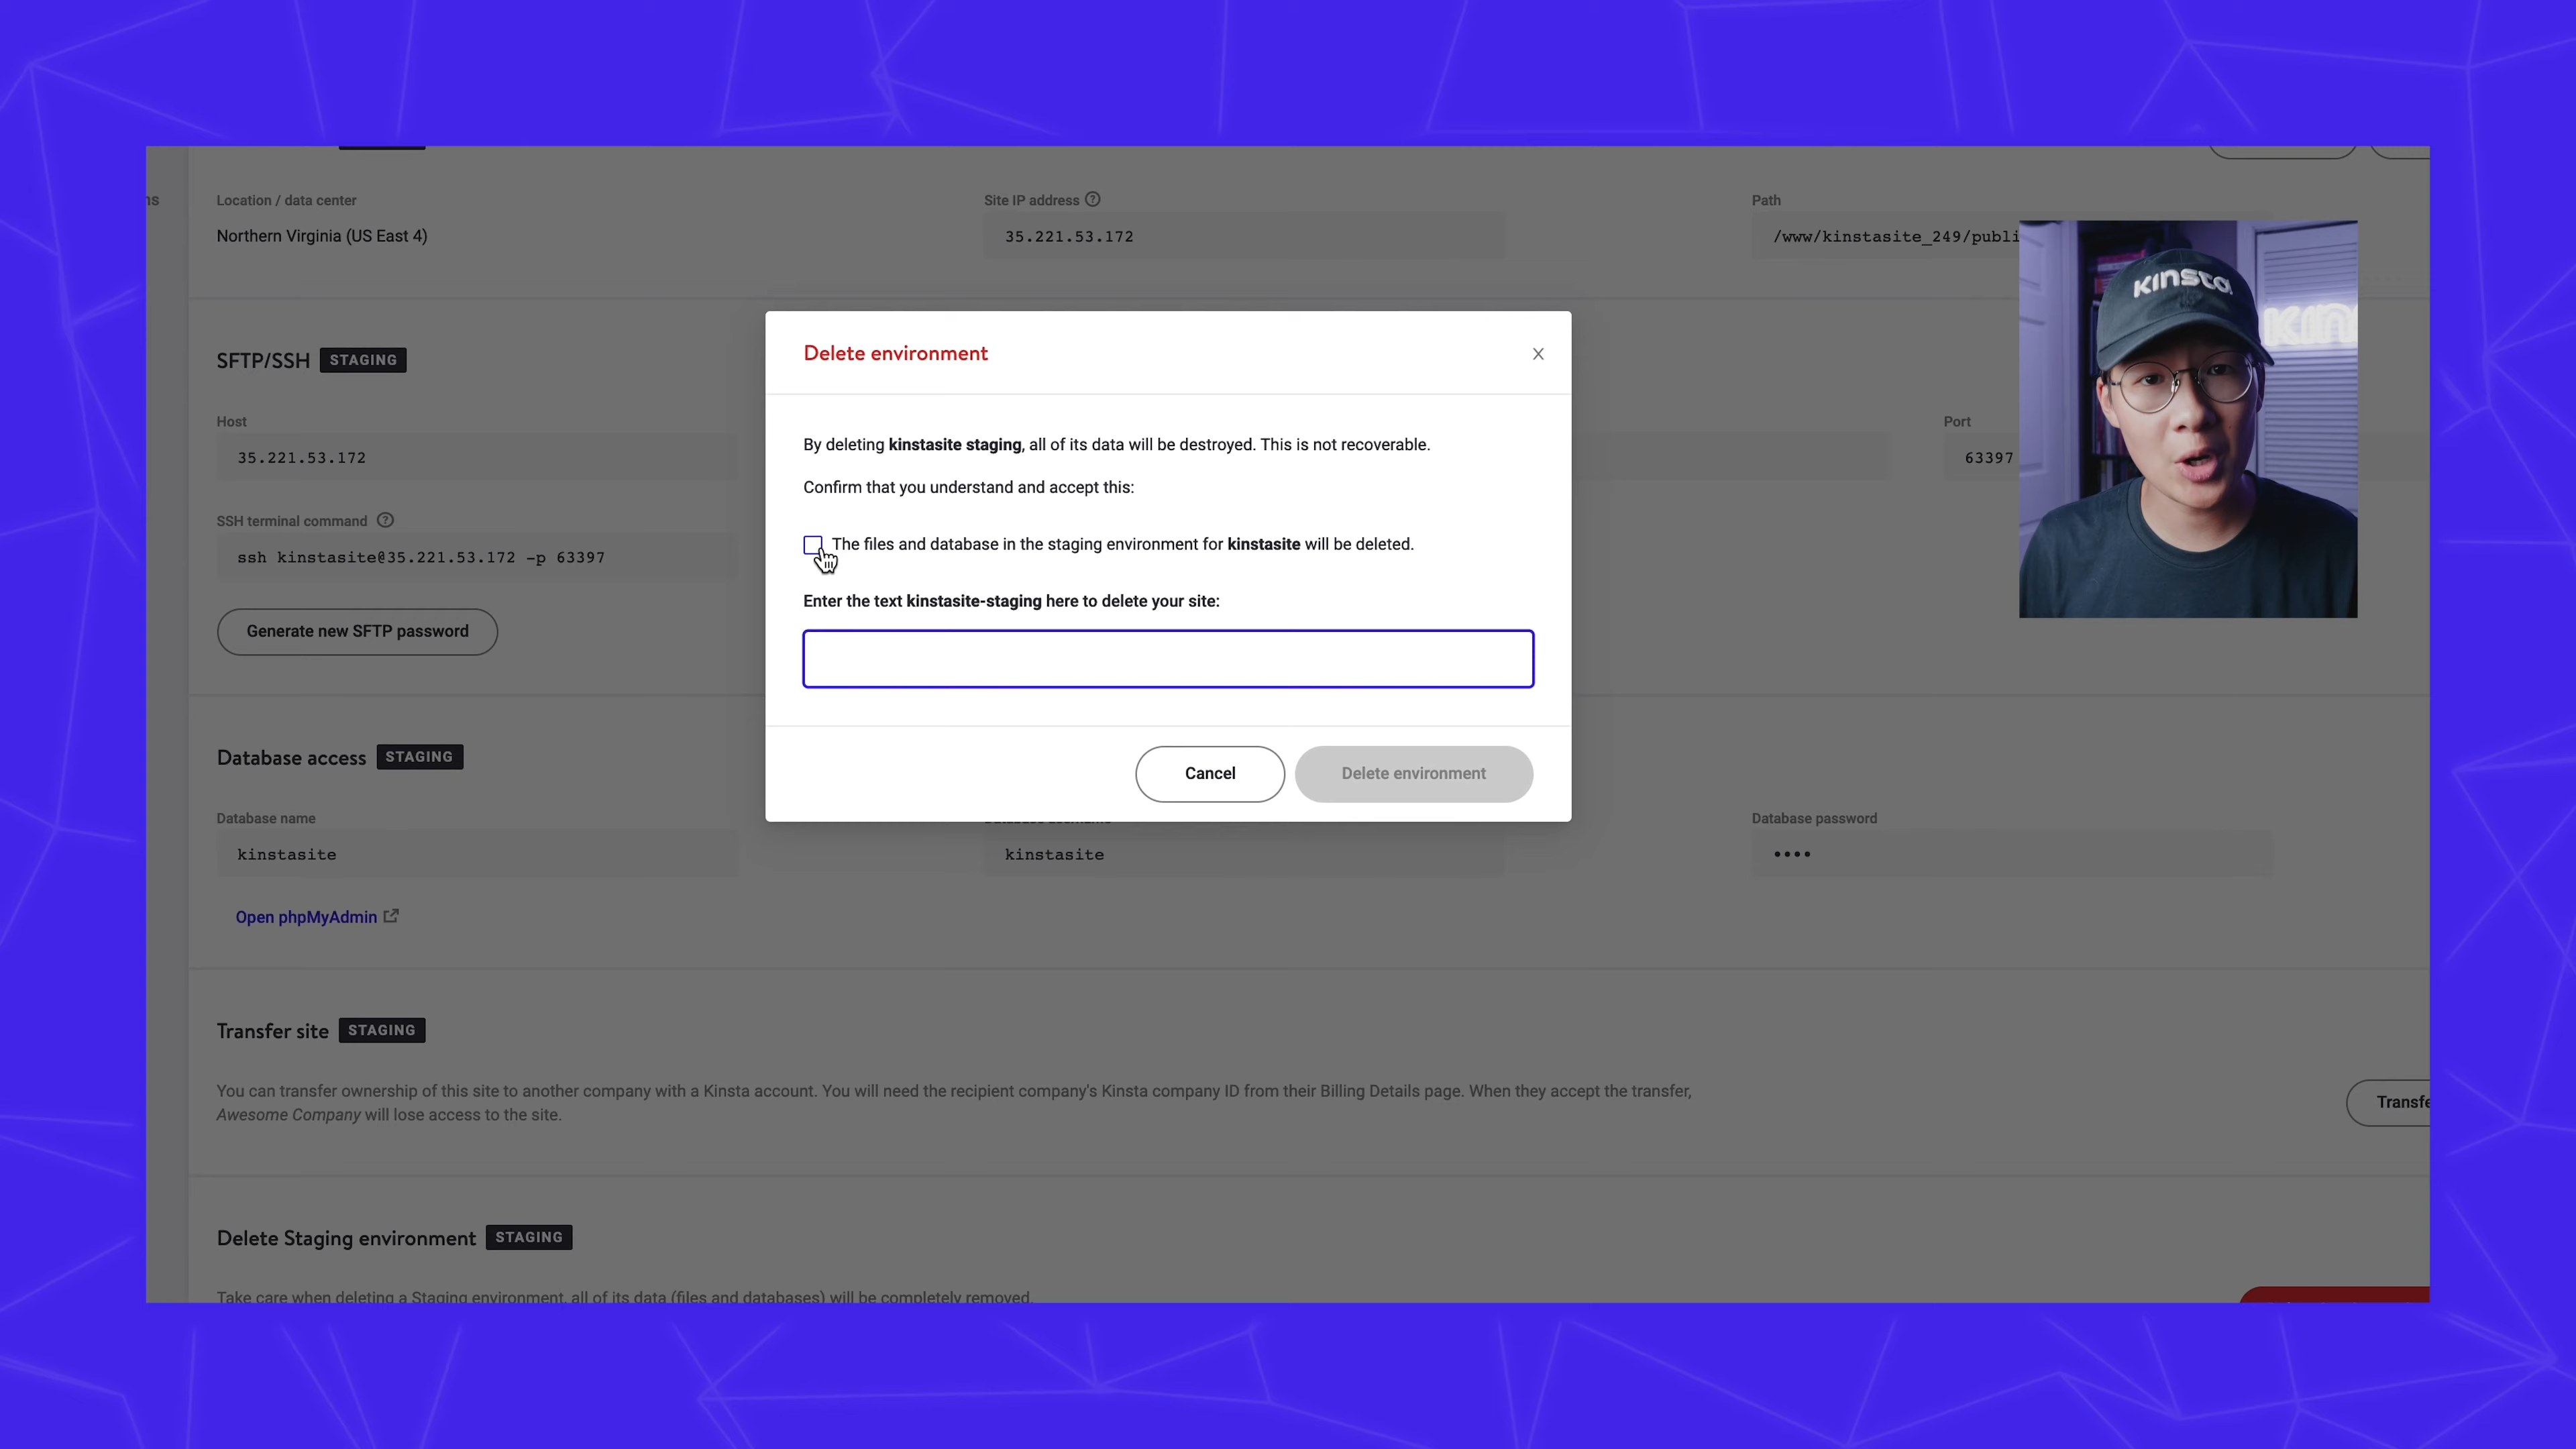 ns
Location / data center
Site IP address
Path
Northern Virginia (US East 4)
35.221.53.172
/www/kinstasite_249/publi
KINSTA
KIN
SFTP/SSH STAGING
Host
Port
35.221.53.172
63397
SSH terminal command
ssh kinstasite@35.221.53.172 -p 63397
Generate new SFTP password
Delete environment
X
By deleting kinstasite staging, all of its data will be destroyed. This is not recoverable.
Confirm that you understand and accept this:
The files and database in the staging environment for kinstasite will be deleted.
Enter the text kinstasite-staging here to delete your site:
Cancel
Delete environment
Database access STAGING
Database name
Database password
kinstasite
kinstasite
••••
Open phpMyAdmin
Transfer site STAGING
You can transfer ownership of this site to another company with a Kinsta account. You will need the recipient company's Kinsta company ID from their Billing Details page. When they accept the transfer,
Awesome Company will lose access to the site.
Transfe
Delete Staging environment STAGING
Take care when deleting a Staging environment, all of its data (files and databases) will be completely removed.